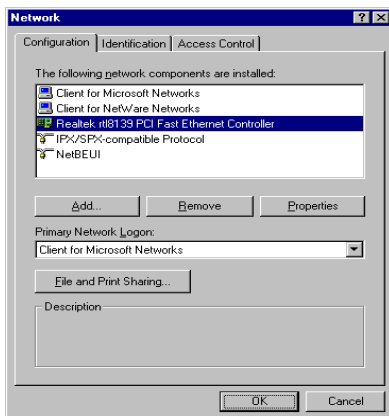 Network
Configuration Identification Access Control
The following network components are installed:
Client for Microsoft Networks
Client for NetWare Networks
Realtek rtl8139 PCI Fast Ethernet Controller
IPX/SPX-compatible Protocol
NetBEUI
Add... Remove Properties
Primary Network Logon:
Client for Microsoft Networks
File and Print Sharing...
Description
OK Cancel